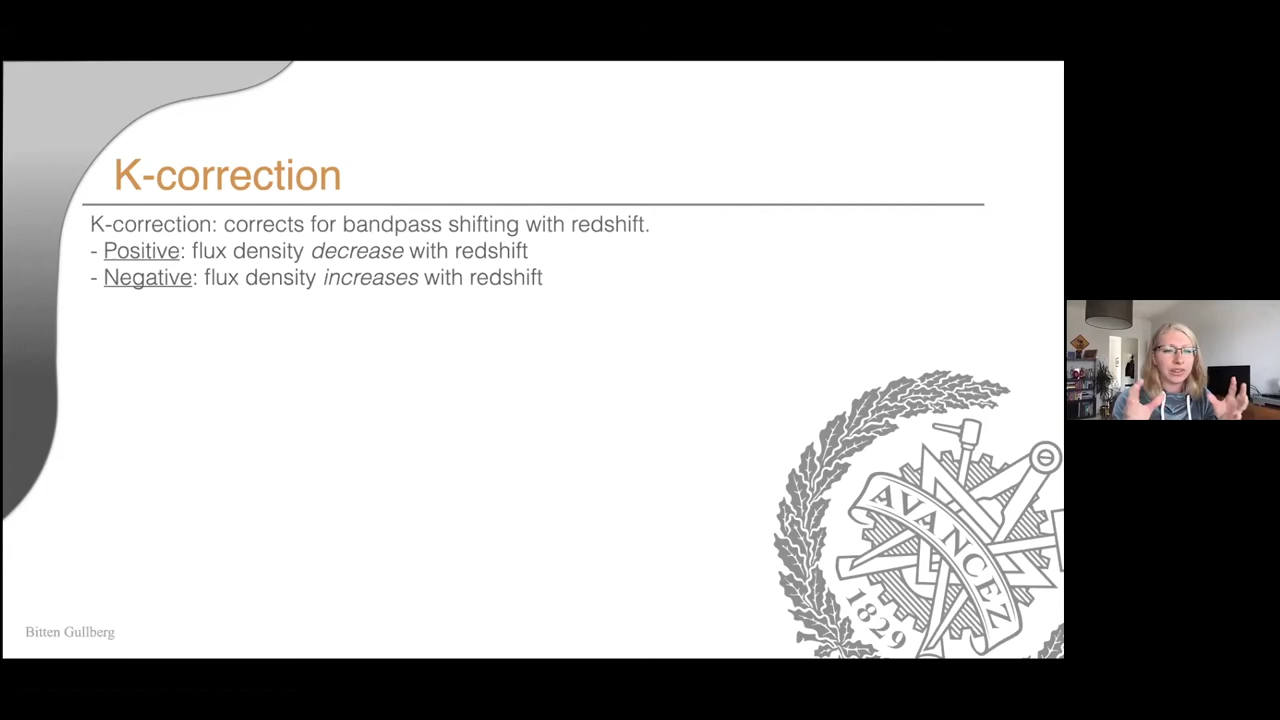 K-correction
K-correction: corrects for bandpass shifting with redshift.
- Positive: flux density decrease with redshift
- Negative: flux density increases with redshift
AVANCEZ
1829
Bitten Gullberg